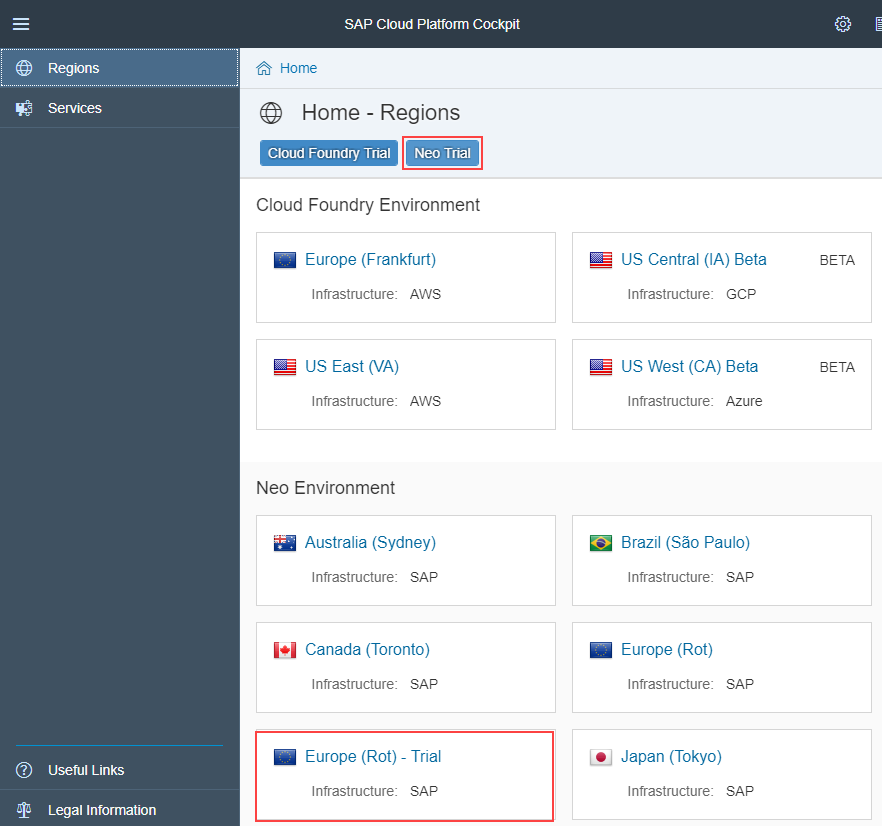 SAP Cloud Platform Cockpit
Regions
Services
Useful Links
Legal Information
Home
Home - Regions
Cloud Foundry Trial Neo Trial
Cloud Foundry Environment
Europe (Frankfurt)
Infrastructure: AWS
US Central (IA) Beta BETA
Infrastructure: GCP
US East (VA)
Infrastructure: AWS
US West (CA) Beta BETA
Infrastructure: Azure
Neo Environment
Australia (Sydney)
Infrastructure: SAP
Brazil (São Paulo)
Infrastructure: SAP
Canada (Toronto)
Infrastructure: SAP
Europe (Rot)
Infrastructure: SAP
Europe (Rot) - Trial
Infrastructure: SAP
Japan (Tokyo)
Infrastructure: SAP